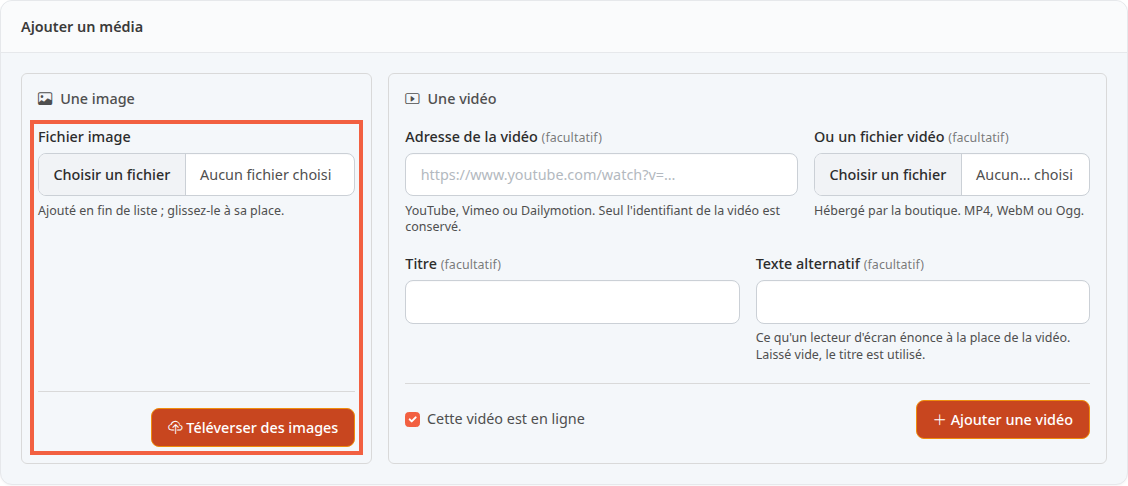 Ajouter un média
Une image
Fichier image
Choisir un fichier Aucun fichier choisi
Ajouté en fin de liste ; glissez-le à sa place.
Téléverser des images
Une vidéo
Adresse de la vidéo (facultatif)
https://www.youtube.com/watch?v=...
YouTube, Vimeo ou Dailymotion. Seul l'identifiant de la vidéo est
conservé.
Ou un fichier vidéo (facultatif)
Choisir un fichier Aucun... choisi
Hébergé par la boutique. MP4, WebM ou Ogg.
Titre (facultatif)
Texte alternatif (facultatif)
Ce qu'un lecteur d'écran énonce à la place de la vidéo.
Laissé vide, le titre est utilisé.
Cette vidéo est en ligne
Ajouter une vidéo